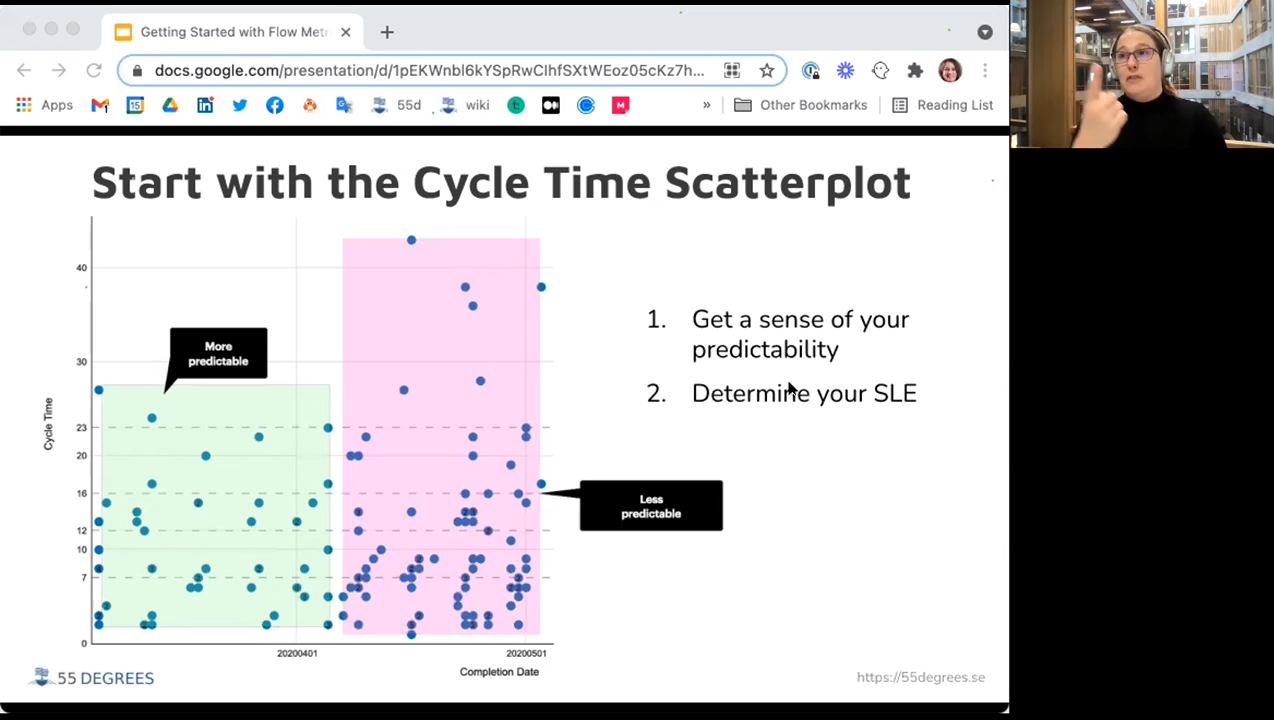 Getting Started with Flow Metr
docs.google.com/presentation/d/1pEKWnbl6kYSpRwClhfSXtWEoz05cKz7h...
Apps
15
55d
wiki
»
Other Bookmarks
Reading List
Start with the Cycle Time Scatterplot
40
30
23
20
16
12
10
7
0
Cycle Time
More
predictable
Less
predictable
20200401
20200501
Completion Date
1. Get a sense of your
predictability
2. Determine your SLE
55 DEGREES
https://55degrees.se